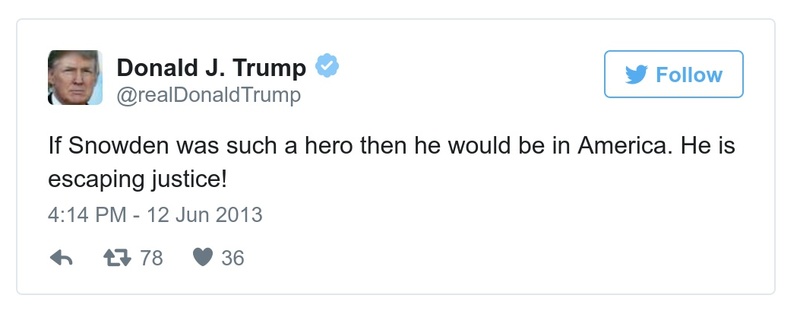 Donald J. Trump
@realDonaldTrump
Follow
If Snowden was such a hero then he would be in America. He is
escaping justice!
4:14 PM - 12 Jun 2013
78
36